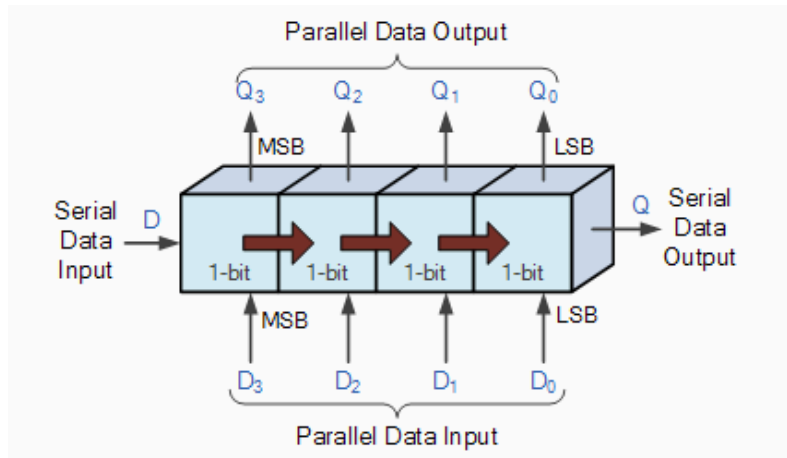 Parallel Data Output
Q3 Q2 Q1 Q0
MSB LSB
Serial Data Input
D
Q
Serial Data Output
1-bit 1-bit 1-bit 1-bit
MSB LSB
D3 D2 D1 D0
Parallel Data Input